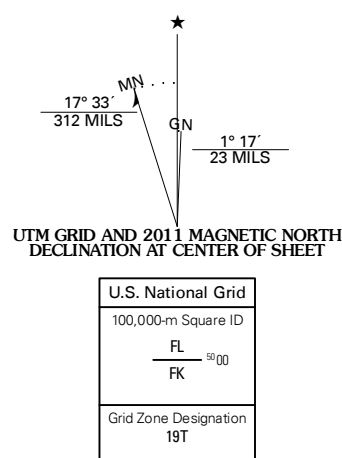 ★
MN
GN
17° 33´
312 MILS
1° 17´
23 MILS
UTM GRID AND 2011 MAGNETIC NORTH
DECLINATION AT CENTER OF SHEET
U.S. National Grid
100,000-m Square ID
FL
5000
FK
Grid Zone Designation
19T